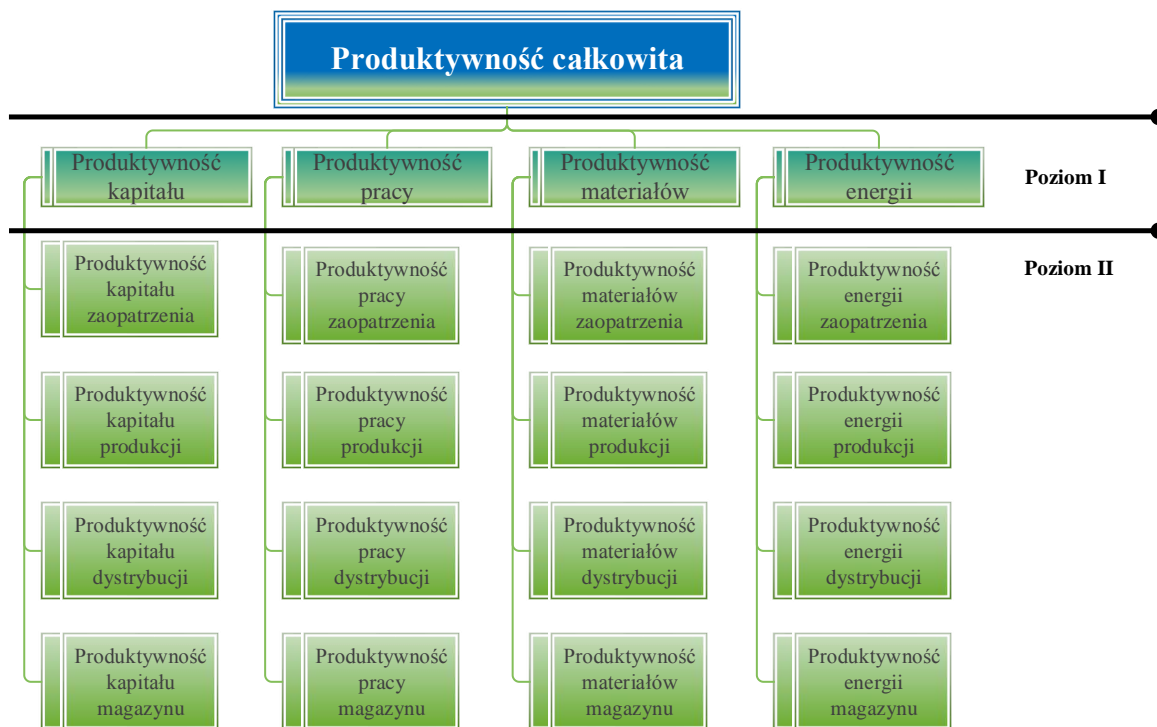 Produktywność całkowita
Produktywność
kapitału
Produktywność
pracy
Produktywność
materiałów
Produktywność
energii
Poziom I
Produktywność
kapitału
zaopatrzenia
Produktywność
pracy
zaopatrzenia
Produktywność
materiałów
zaopatrzenia
Produktywność
energii
zaopatrzenia
Poziom II
Produktywność
kapitału
produkcji
Produktywność
pracy
produkcji
Produktywność
materiałów
produkcji
Produktywność
energii
produkcji
Produktywność
kapitału
dystrybucji
Produktywność
pracy
dystrybucji
Produktywność
materiałów
dystrybucji
Produktywność
energii
dystrybucji
Produktywność
kapitału
magazynu
Produktywność
pracy
magazynu
Produktywność
materiałów
magazynu
Produktywność
energii
magazynu